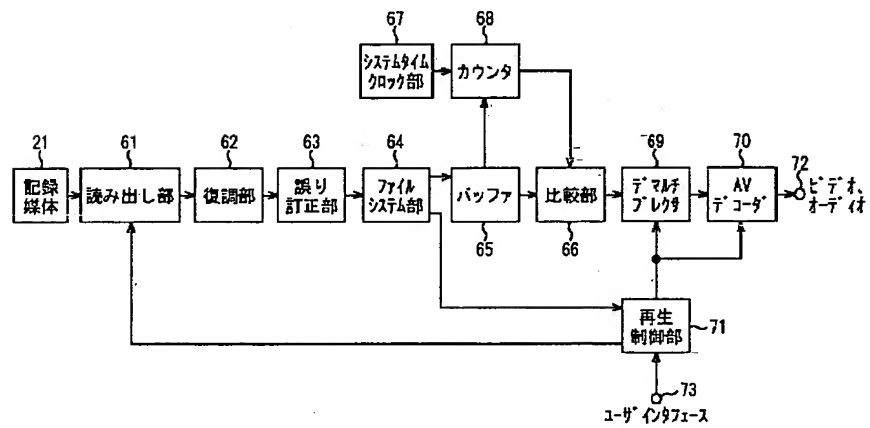 67
68
システムタイム
クロック部
カウンタ
21
61
62
63
64
69
70
72
記録
媒体
読み出し部
復調部
誤り
訂正部
ファイル
システム部
バッファ
比較部
デマルチ
プレクサ
AV
デコーダ
ビデオ、
オーディオ
65
66
再生
制御部
71
73
ユーザインタフェース